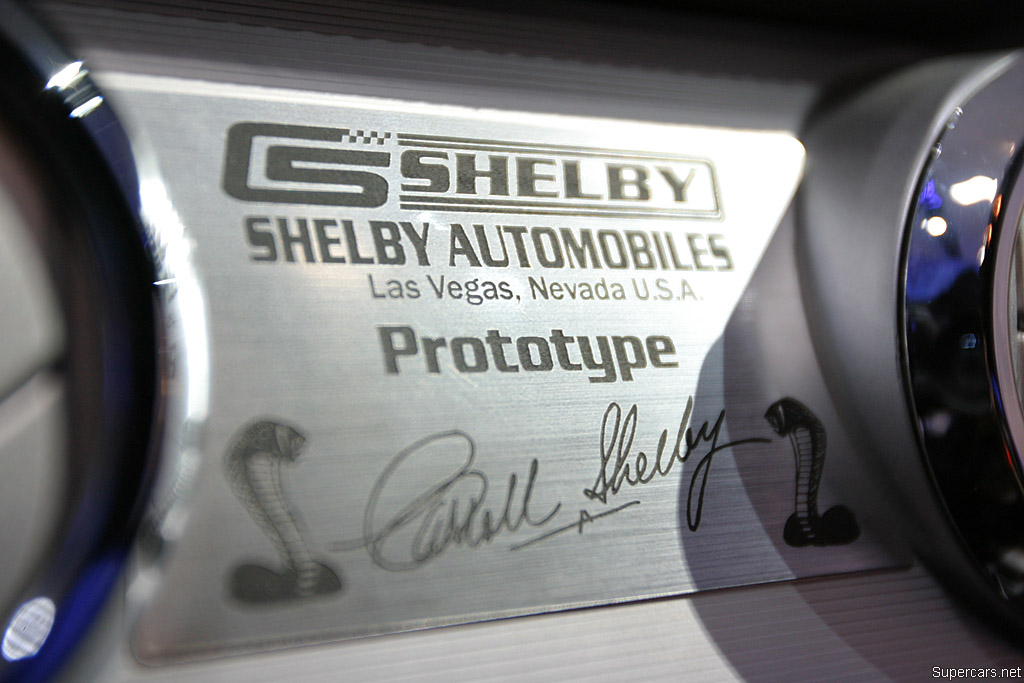 CS SHELBY
SHELBY AUTOMOBILES
Las Vegas, Nevada U.S.A.
Prototype
Carroll Shelby
Supercars.net